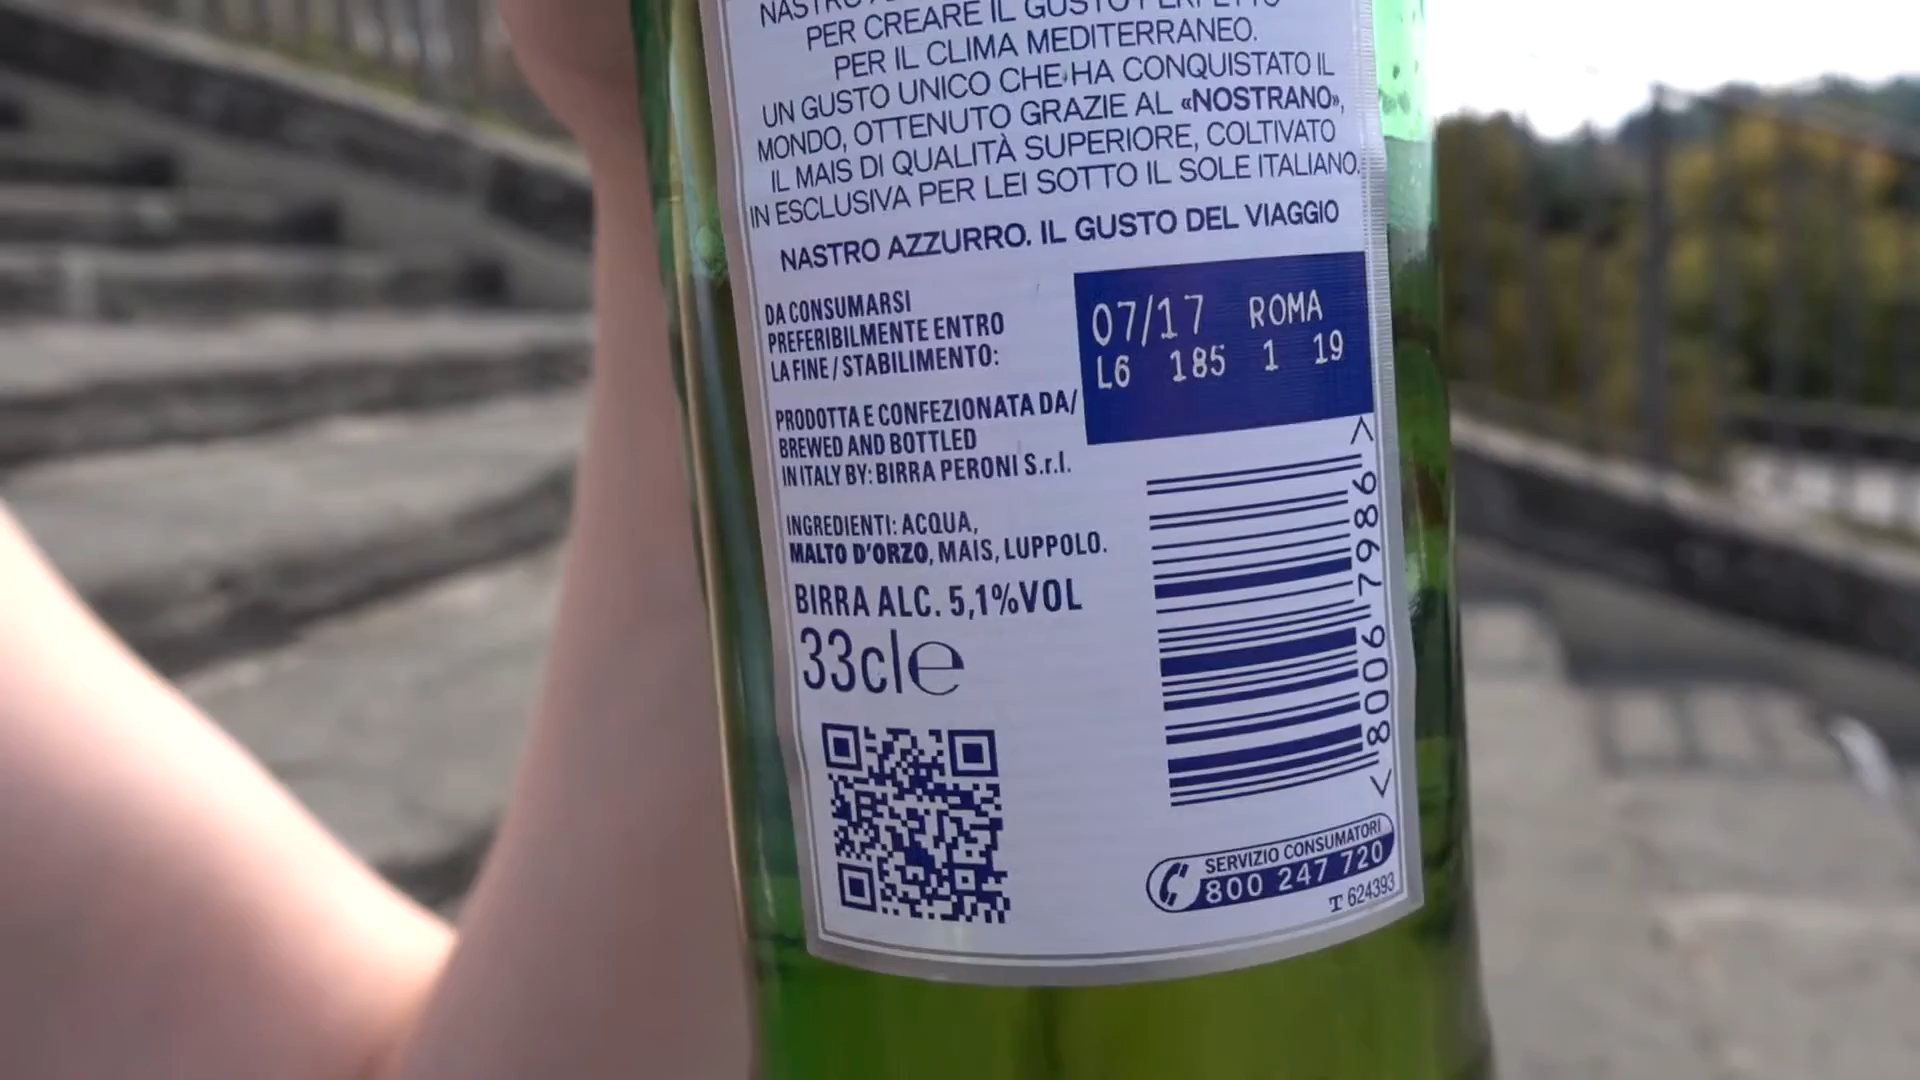 NASTRO
PER CREARE IL GUSTO PERFETTO
PER IL CLIMA MEDITERRANEO.
UN GUSTO UNICO CHE HA CONQUISTATO IL
MONDO, OTTENUTO GRAZIE AL «NOSTRANO»,
IL MAIS DI QUALITÀ SUPERIORE, COLTIVATO
IN ESCLUSIVA PER LEI SOTTO IL SOLE ITALIANO.
NASTRO AZZURRO. IL GUSTO DEL VIAGGIO
DA CONSUMARSI
PREFERIBILMENTE ENTRO
LA FINE / STABILIMENTO:
07/17 ROMA
L6 185 1 19
PRODOTTA E CONFEZIONATA DA/
BREWED AND BOTTLED
IN ITALY BY: BIRRA PERONI S.r.l.
INGREDIENTI: ACQUA,
MALTO D'ORZO, MAIS, LUPPOLO.
BIRRA ALC. 5,1%VOL
33cl e
<80067986>
SERVIZIO CONSUMATORI
800 247 720
T 624393